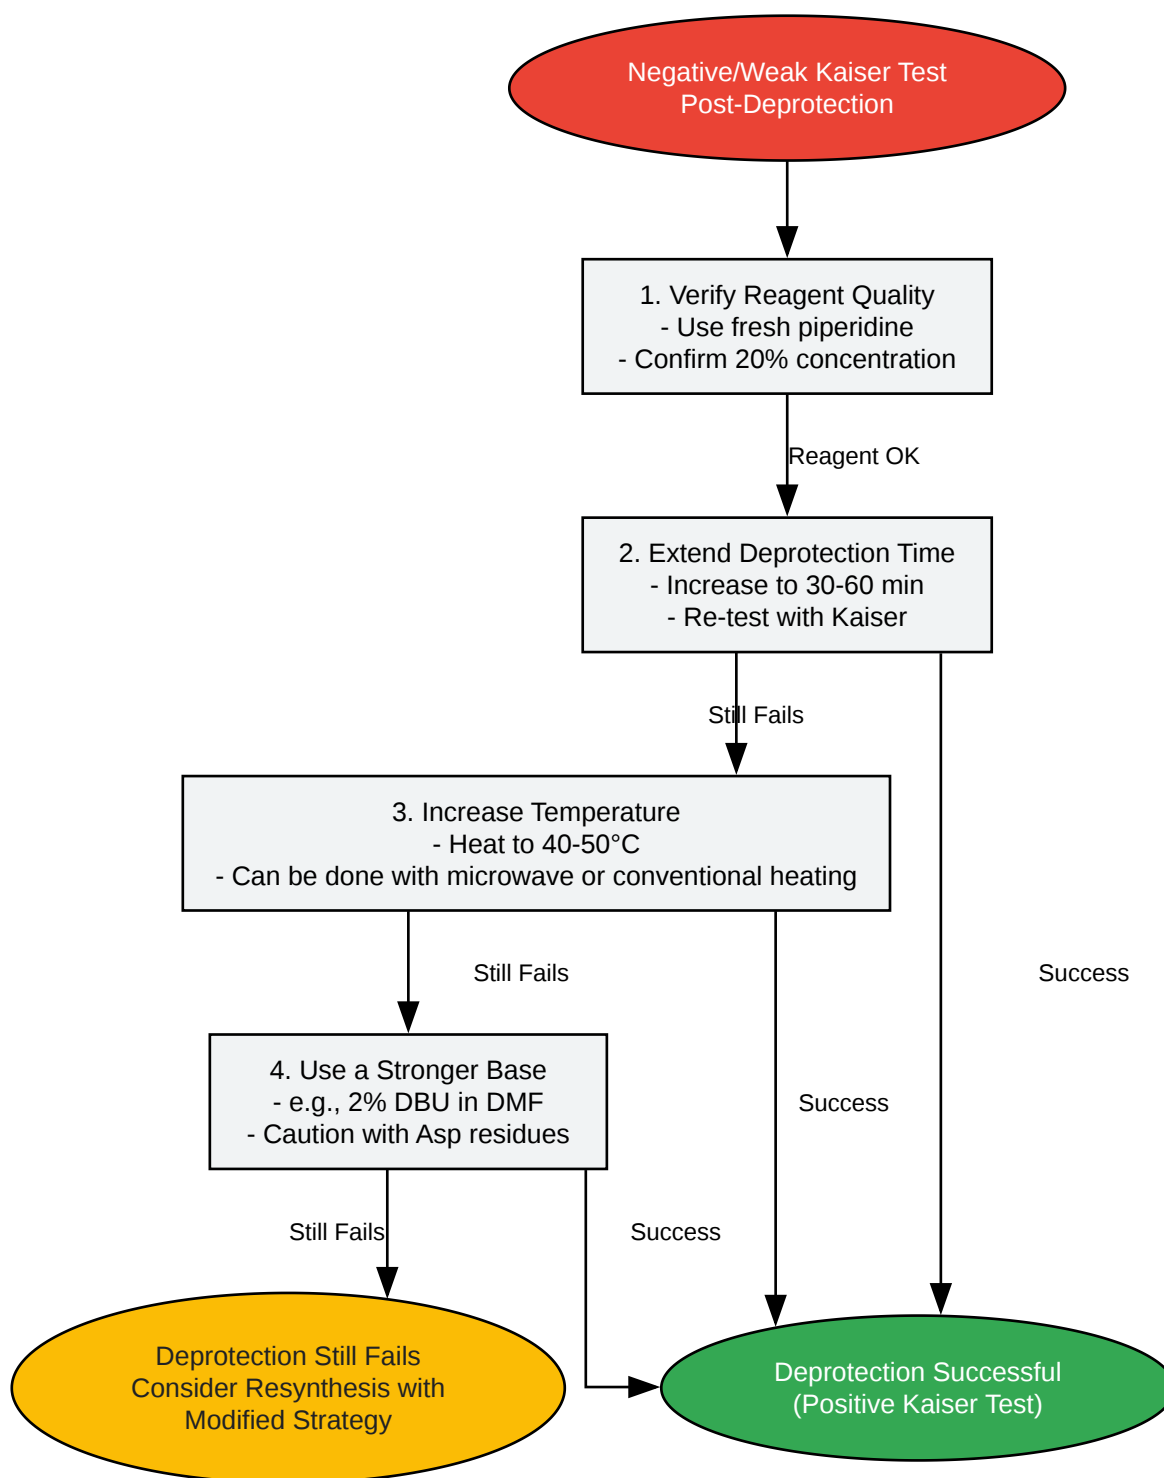 Negative/Weak Kaiser Test
Post-Deprotection
1. Verify Reagent Quality
- Use fresh piperidine
- Confirm 20% concentration
Reagent OK
2. Extend Deprotection Time
- Increase to 30-60 min
- Re-test with Kaiser
Still Fails
3. Increase Temperature
- Heat to 40-50°C
- Can be done with microwave or conventional heating
Still Fails
Success
4. Use a Stronger Base
- e.g., 2% DBU in DMF
- Caution with Asp residues
Success
Still Fails
Success
Deprotection Still Fails
Consider Resynthesis with
Modified Strategy
Deprotection Successful
(Positive Kaiser Test)